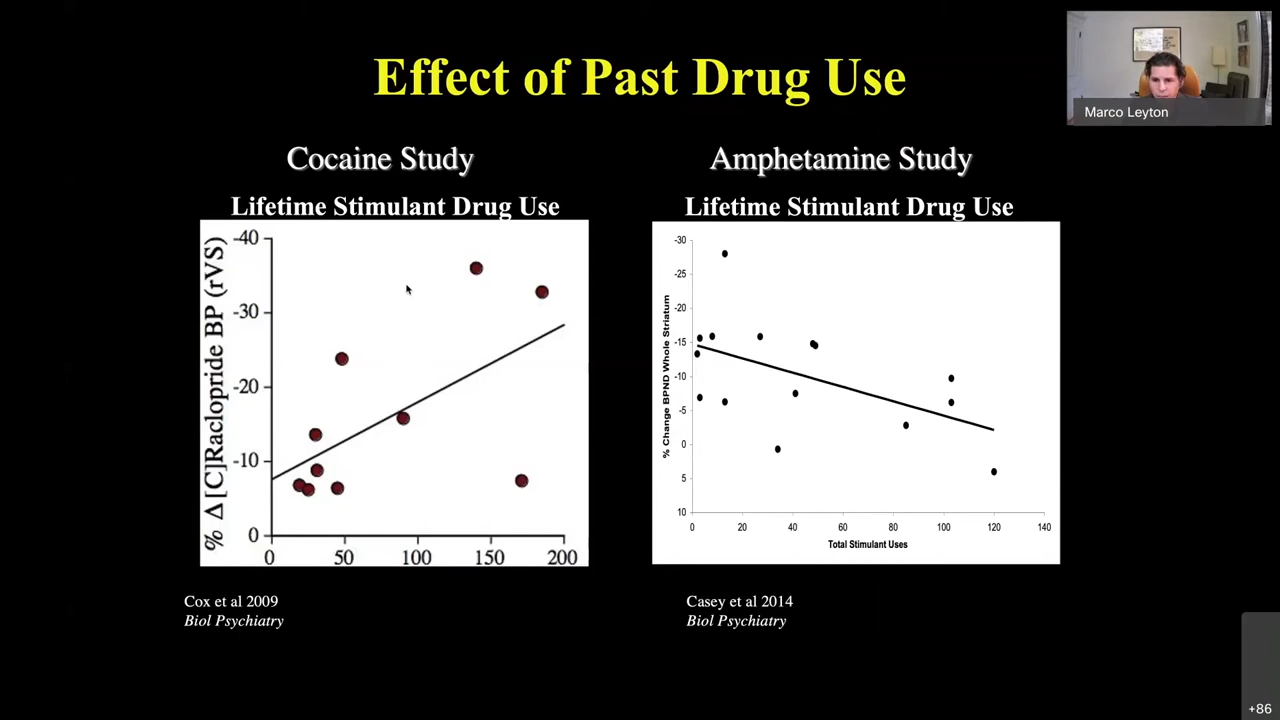 Effect of Past Drug Use
Marco Leyton
Cocaine Study
Lifetime Stimulant Drug Use
% Δ [C]Raclopride BP (rVS)
-40
-30
-20
-10
0
0 50 100 150 200
Cox et al 2009
Biol Psychiatry
Amphetamine Study
Lifetime Stimulant Drug Use
% Change BPND Whole Striatum
-30
-25
-20
-15
-10
-5
0
5
10
0 20 40 60 80 100 120 140
Total Stimulant Uses
Casey et al 2014
Biol Psychiatry
+86